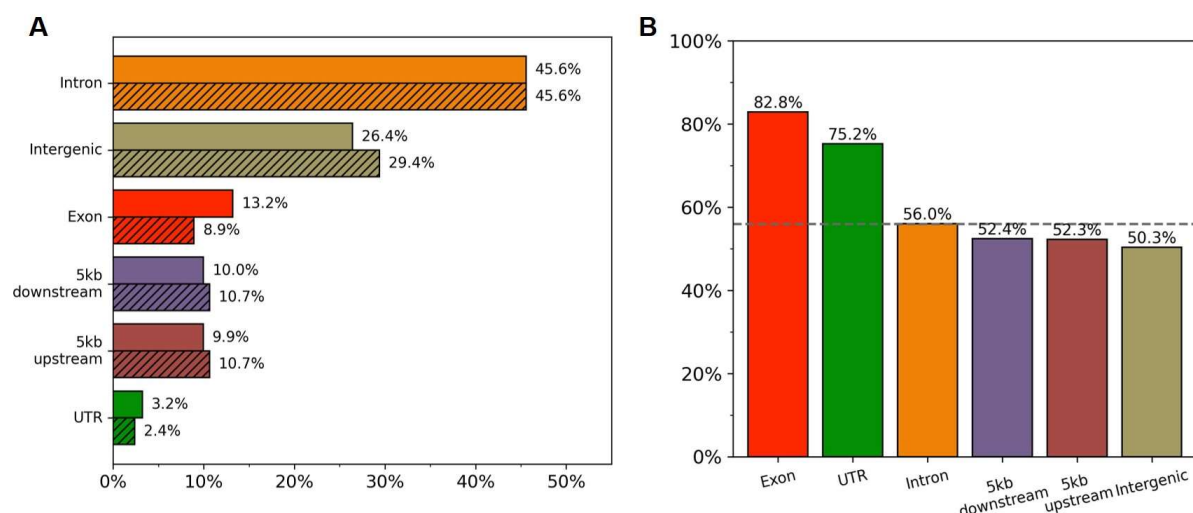 A
Intron
45.6%
45.6%
Intergenic
26.4%
29.4%
Exon
13.2%
8.9%
5kb
downstream
10.0%
10.7%
5kb
upstream
9.9%
10.7%
UTR
3.2%
2.4%
0%
10%
20%
30%
40%
50%
B
100%
80%
60%
40%
20%
0%
82.8%
75.2%
56.0%
52.4%
52.3%
50.3%
Exon
UTR
Intron
5kb
downstream
5kb
upstream
Intergenic